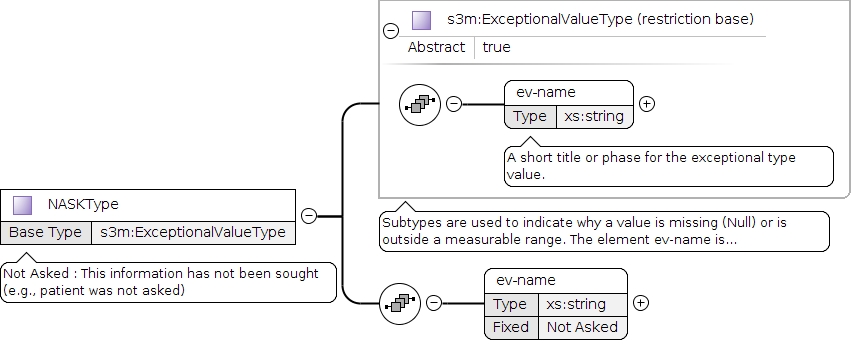 s3m:ExceptionalValueType (restriction base)
Abstract true
ev-name
Type xs:string
A short title or phase for the exceptional type
value.
NASKType
Base Type s3m:ExceptionalValueType
Not Asked : This information has not been sought
(e.g., patient was not asked)
Subtypes are used to indicate why a value is missing (Null) or is
outside a measurable range. The element ev-name is...
ev-name
Type xs:string
Fixed Not Asked